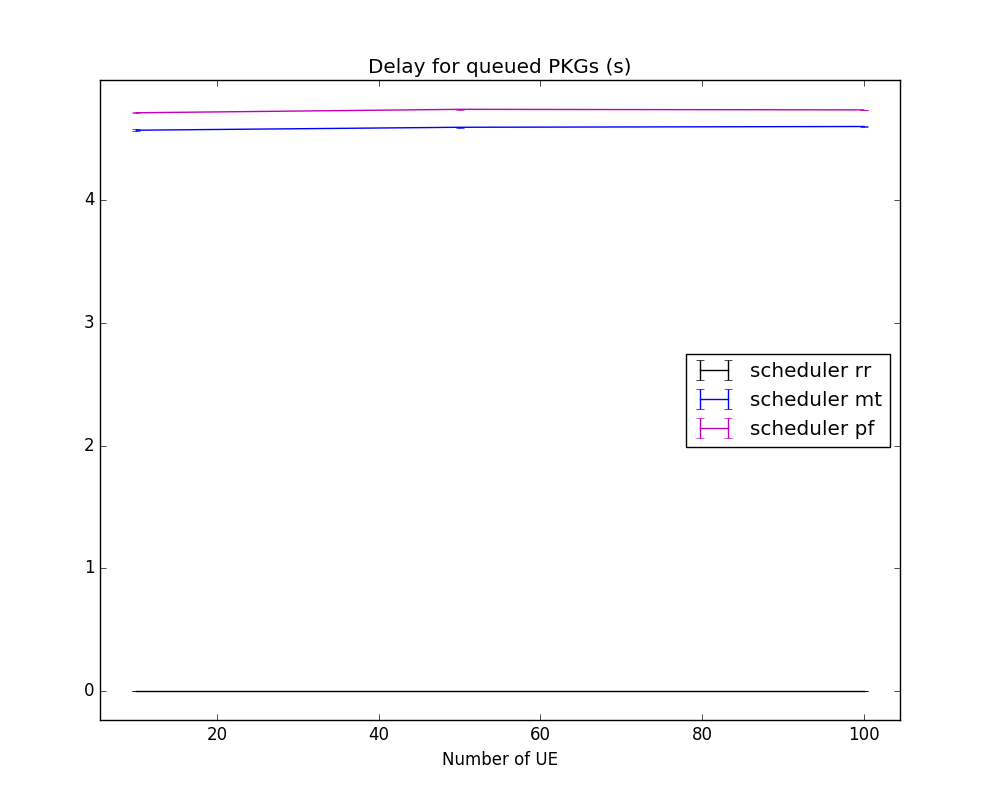 Delay for queued PKGs (s)
4
3
2
1
0
scheduler rr
scheduler mt
scheduler pf
20 40 60 80 100
Number of UE